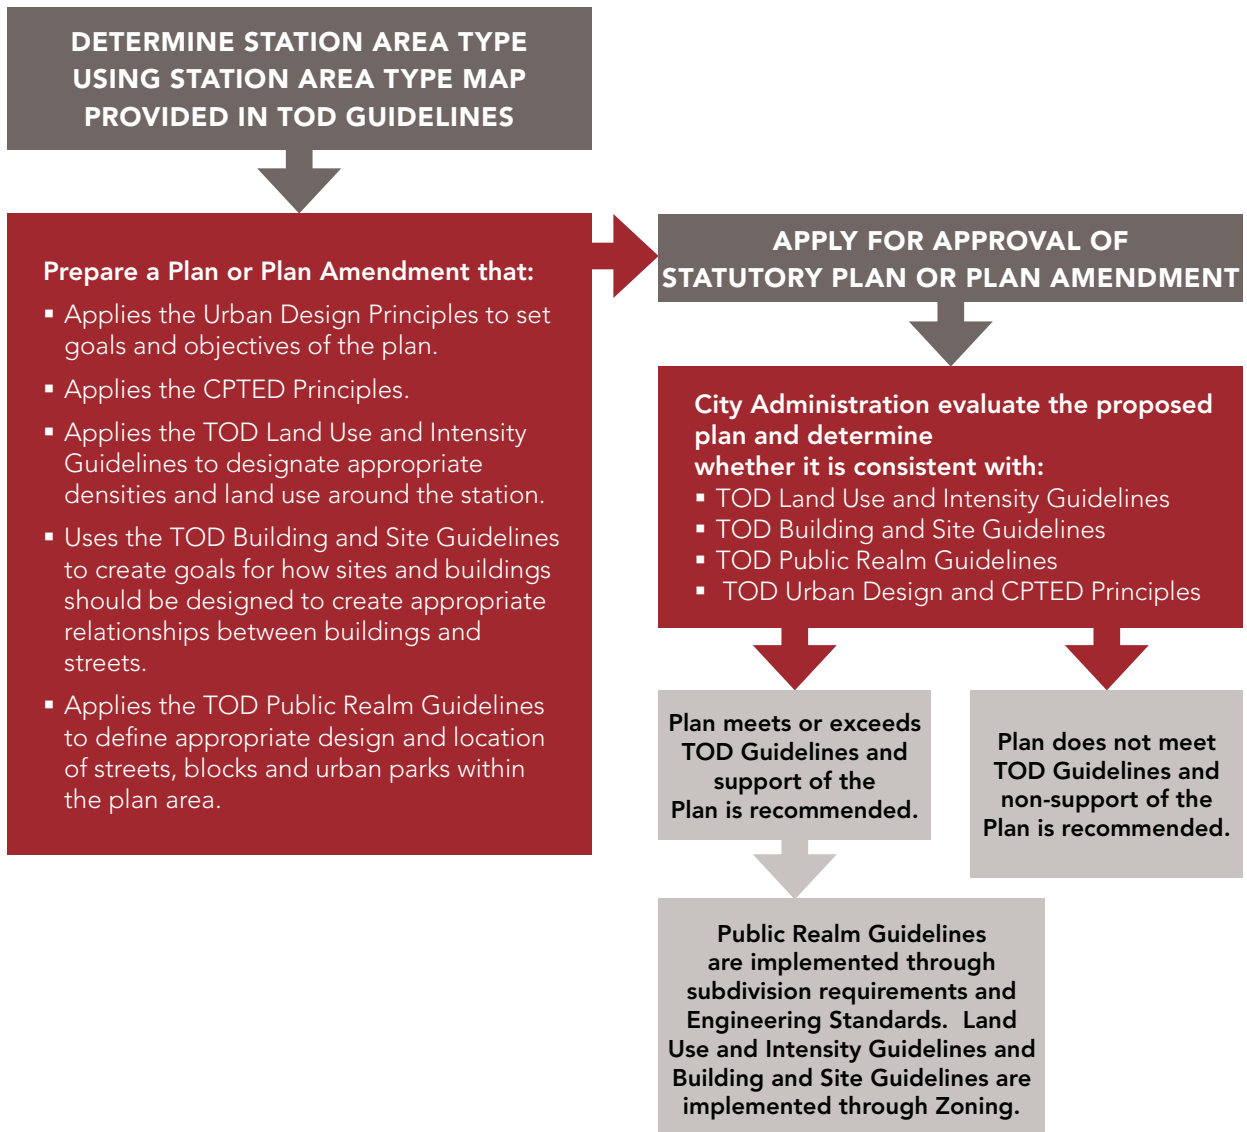 DETERMINE STATION AREA TYPE
USING STATION AREA TYPE MAP
PROVIDED IN TOD GUIDELINES
Prepare a Plan or Plan Amendment that:
▪ Applies the Urban Design Principles to set
goals and objectives of the plan.
▪ Applies the CPTED Principles.
▪ Applies the TOD Land Use and Intensity
Guidelines to designate appropriate
densities and land use around the station.
▪ Uses the TOD Building and Site Guidelines
to create goals for how sites and buildings
should be designed to create appropriate
relationships between buildings and
streets.
▪ Applies the TOD Public Realm Guidelines
to define appropriate design and location
of streets, blocks and urban parks within
the plan area.
APPLY FOR APPROVAL OF
STATUTORY PLAN OR PLAN AMENDMENT
City Administration evaluate the proposed
plan and determine
whether it is consistent with:
▪ TOD Land Use and Intensity Guidelines
▪ TOD Building and Site Guidelines
▪ TOD Public Realm Guidelines
▪ TOD Urban Design and CPTED Principles
Plan meets or exceeds
TOD Guidelines and
support of the
Plan is recommended.
Plan does not meet
TOD Guidelines and
non-support of the
Plan is recommended.
Public Realm Guidelines
are implemented through
subdivision requirements and
Engineering Standards. Land
Use and Intensity Guidelines and
Building and Site Guidelines are
implemented through Zoning.